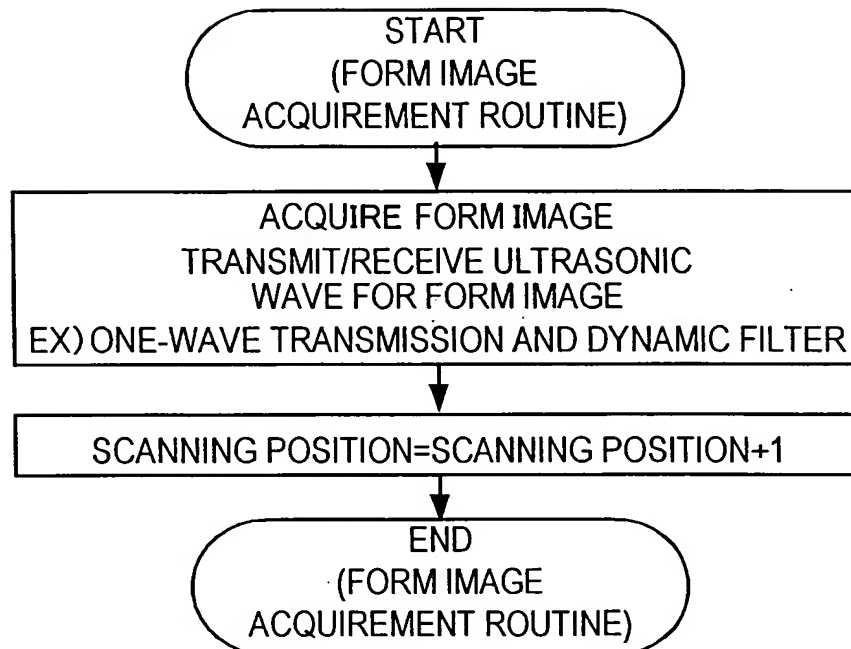 START
(FORM IMAGE
ACQUIREMENT ROUTINE)
ACQUIRE FORM IMAGE
TRANSMIT/RECEIVE ULTRASONIC
WAVE FOR FORM IMAGE
EX) ONE-WAVE TRANSMISSION AND DYNAMIC FILTER
SCANNING POSITION=SCANNING POSITION+1
END
(FORM IMAGE
ACQUIREMENT ROUTINE)